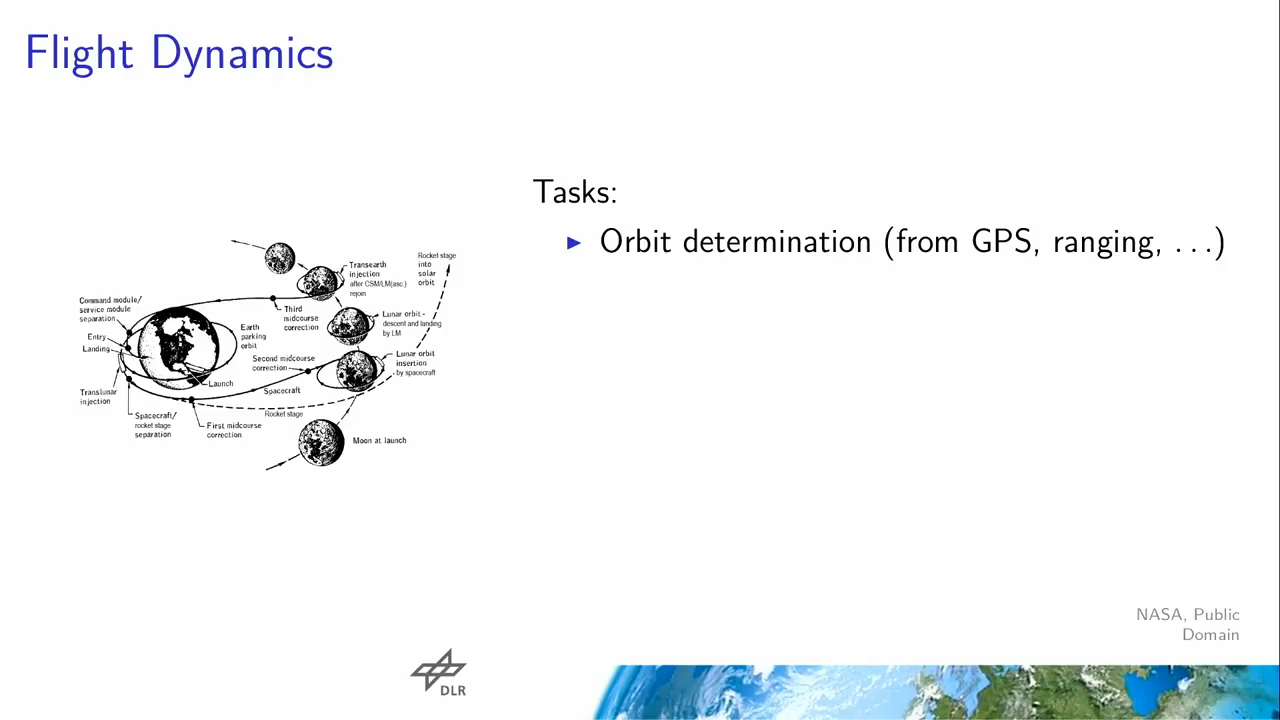 Flight Dynamics
Tasks:
▶ Orbit determination (from GPS, ranging, ...)
Rocket stage
into
solar
orbit
Transearth
injection
after CSM/LM(asc.)
rejoin
Command module/
service module
separation
Third
midcourse
correction
Lunar orbit -
descent and landing
by LM
Entry
Landing
Earth
parking
orbit
Second midcourse
correction
Lunar orbit
insertion
by spacecraft
Launch
Spacecraft
Translunar
injection
Rocket stage
Spacecraft/
rocket stage
separation
First midcourse
correction
Moon at launch
NASA, Public
Domain
DLR